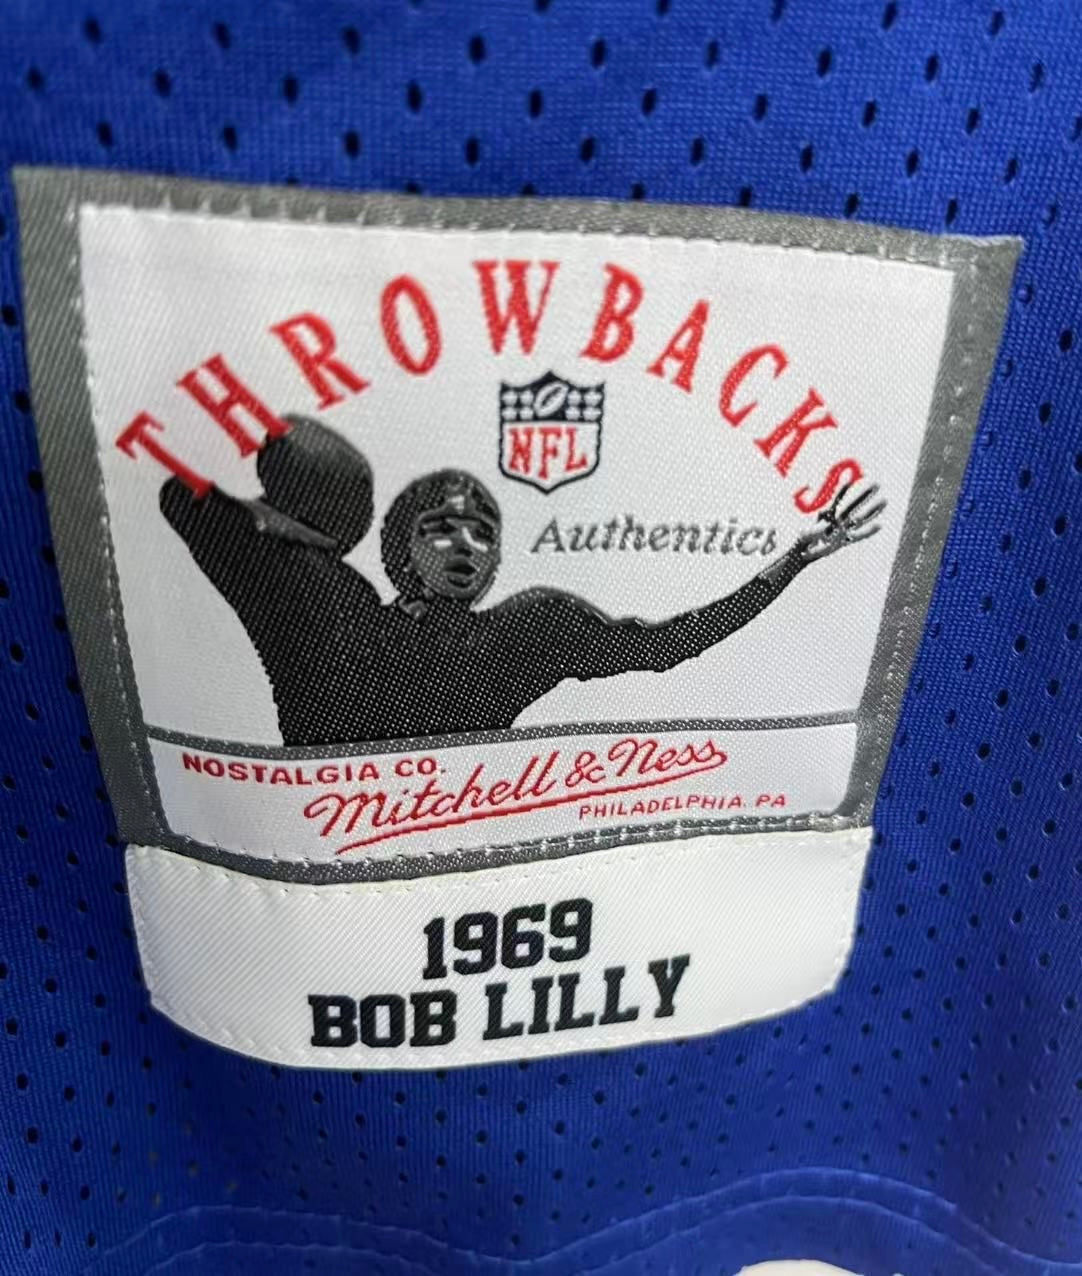 THROWBACKS
NFL
Authentics
NOSTALGIA CO.
Mitchell & Ness
PHILADELPHIA, PA
1969
BOB LILLY